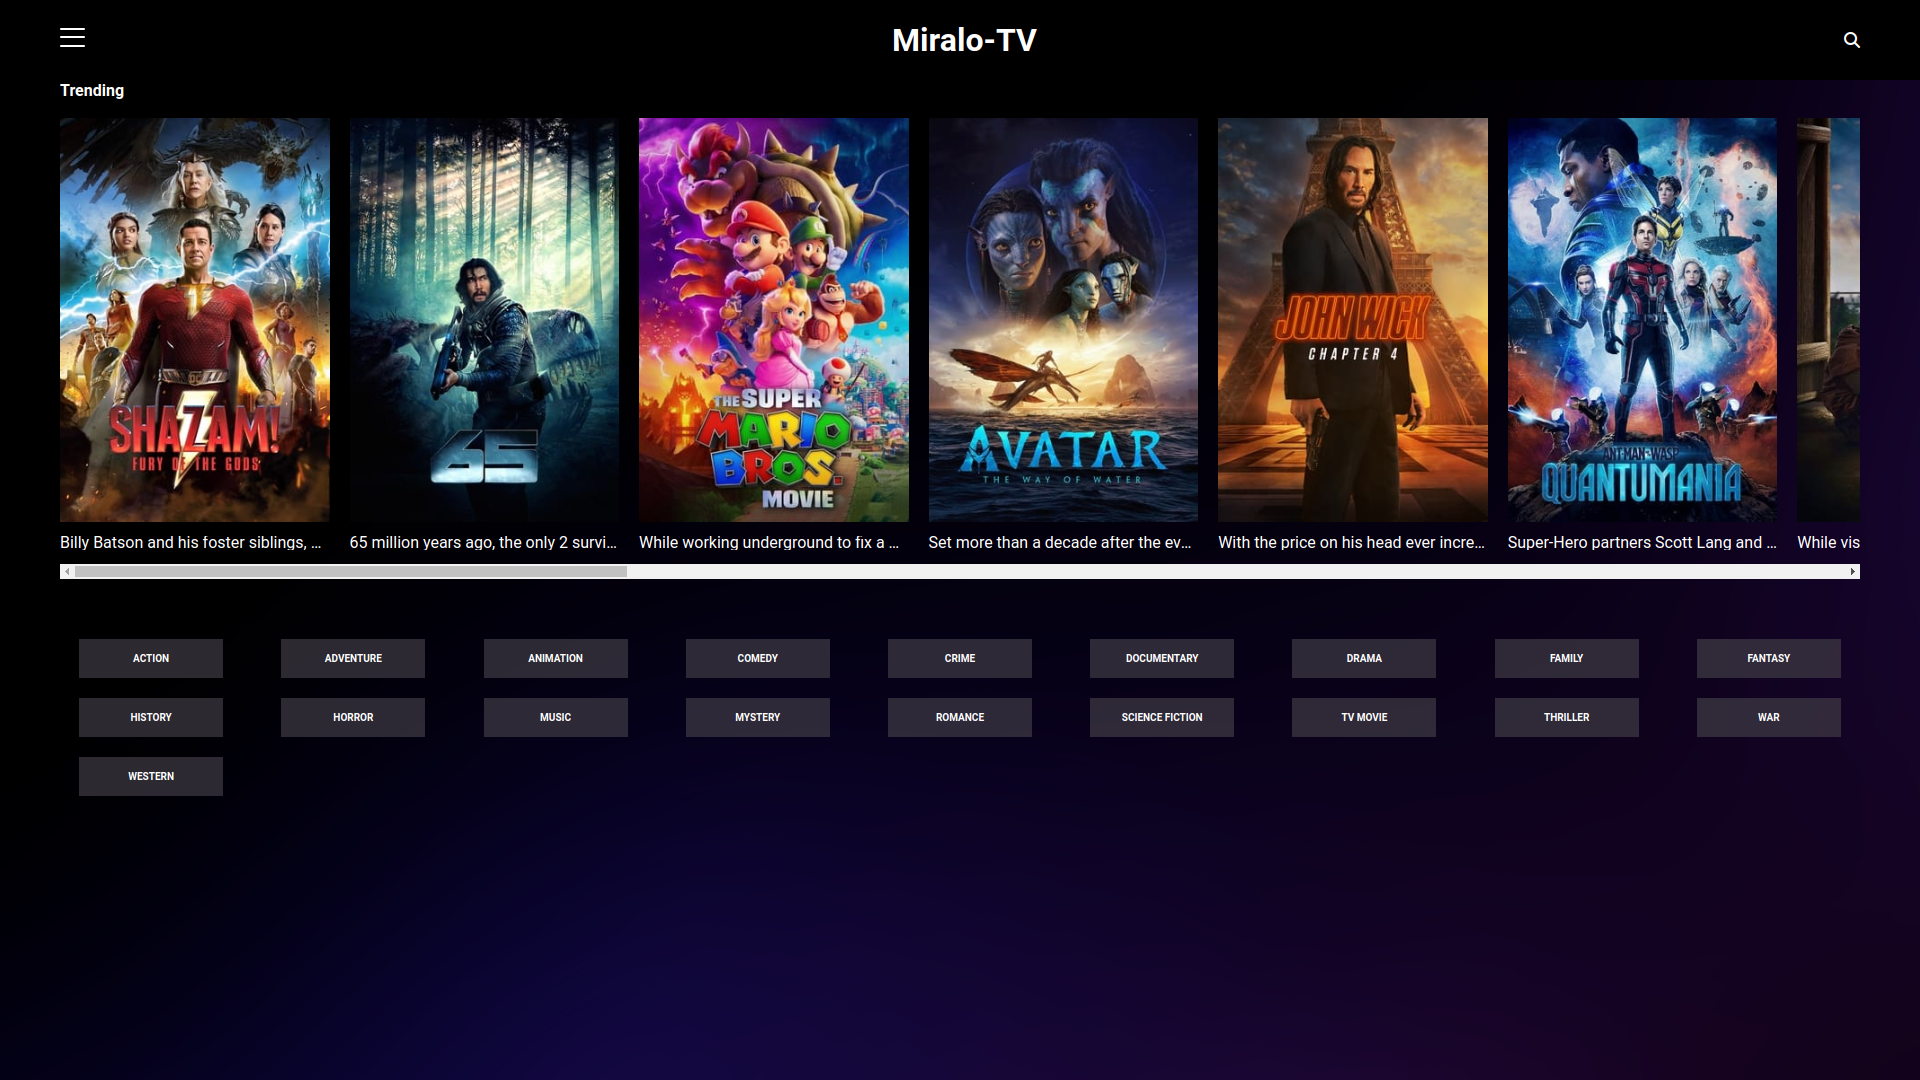 Miralo-TV
Trending
SHAZAM!
FURY OF THE GODS
65
THE SUPER
MARIO
BROS.
MOVIE
AVATAR
THE WAY OF WATER
JOHN WICK
CHAPTER 4
ANT-MAN AND THE WASP
QUANTUMANIA
Billy Batson and his foster siblings, ...
65 million years ago, the only 2 survi...
While working underground to fix a ...
Set more than a decade after the ev...
With the price on his head ever incre...
Super-Hero partners Scott Lang and ...
While vis
ACTION
ADVENTURE
ANIMATION
COMEDY
CRIME
DOCUMENTARY
DRAMA
FAMILY
FANTASY
HISTORY
HORROR
MUSIC
MYSTERY
ROMANCE
SCIENCE FICTION
TV MOVIE
THRILLER
WAR
WESTERN